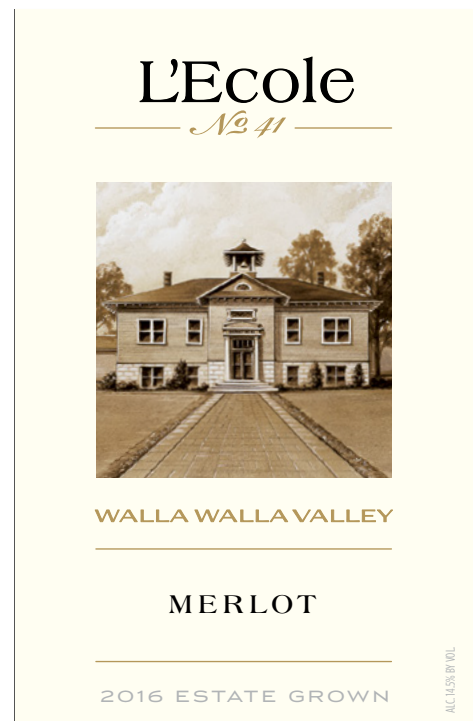 L'Ecole
No 41
WALLA WALLA VALLEY
MERLOT
2016 ESTATE GROWN
ALC. 14.5% BY VOL.